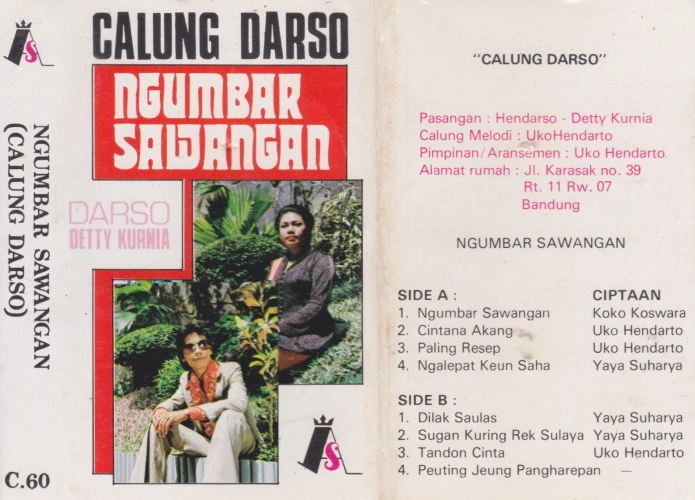 AS
NGUMBAR SAWANGAN
(CALUNG DARSO)
C.60
CALUNG DARSO
NGUMBAR
SAWANGAN
DARSO
DETTY KURNIA
AS
"CALUNG DARSO"
Pasangan : Hendarso - Detty Kurnia
Calung Melodi : UkoHendarto
Pimpinan/Aransemen : Uko Hendarto
Alamat rumah : Jl. Karasak no. 39
Rt. 11 Rw. 07
Bandung
NGUMBAR SAWANGAN
SIDE A : CIPTAAN
1. Ngumbar Sawangan Koko Koswara
2. Cintana Akang Uko Hendarto
3. Paling Resep Uko Hendarto
4. Ngalepat Keun Saha Yaya Suharya
SIDE B :
1. Dilak Saulas Yaya Suharya
2. Sugan Kuring Rek Sulaya Yaya Suharya
3. Tandon Cinta Uko Hendarto
4. Peuting Jeung Pangharepan —